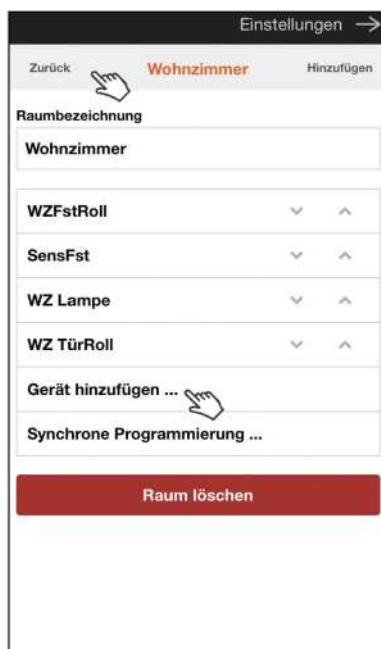 Einstellungen →
Zurück Wohnzimmer Hinzufügen
Raumbezeichnung
Wohnzimmer
WZFstRoll
SensFst
WZ Lampe
WZ TürRoll
Gerät hinzufügen ...
Synchrone Programmierung ...
Raum löschen